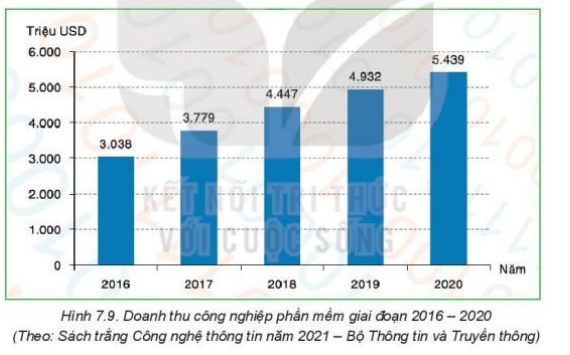 Triệu USD
6.000
5.000
4.000
3.000
2.000
1.000
0
3.038
3.779
4.447
4.932
5.439
2016
2017
2018
2019
2020
Năm
KẾT NỐI TRI THỨC
VỚI CUỘC SỐNG
Hình 7.9. Doanh thu công nghiệp phần mềm giai đoạn 2016 – 2020
(Theo: Sách trắng Công nghệ thông tin năm 2021 – Bộ Thông tin và Truyền thông)